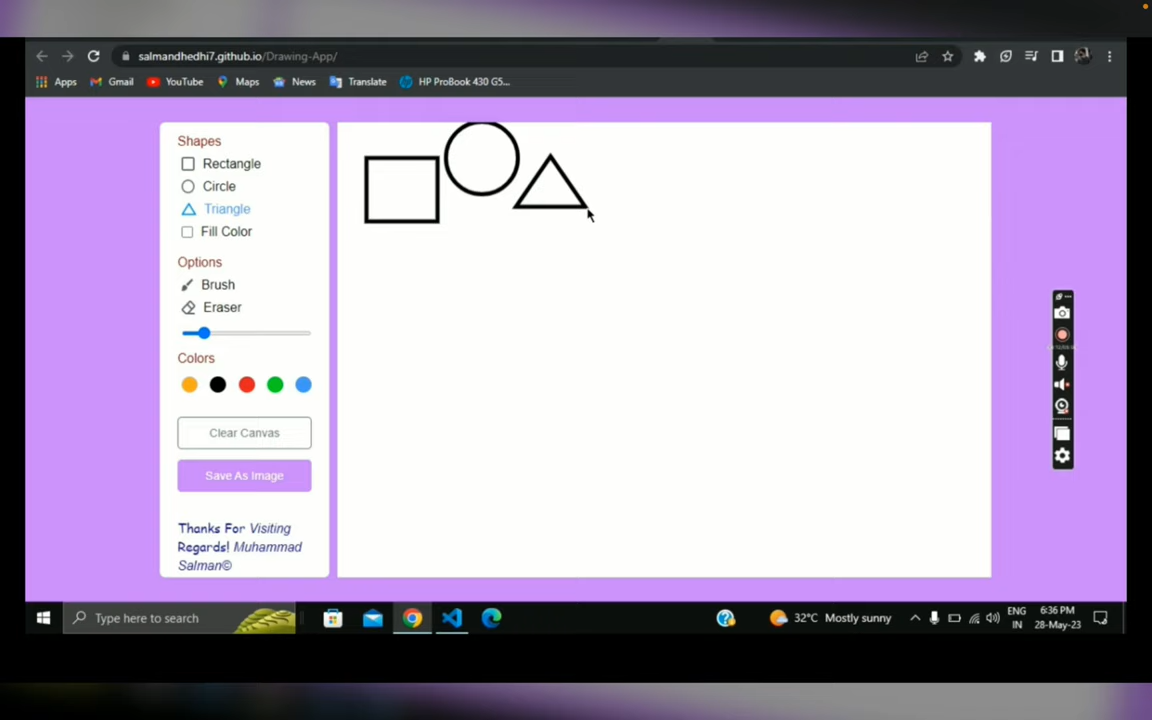 salmandhedhi7.github.io/Drawing-App/
Apps Gmail YouTube Maps News Translate HP ProBook 430 G5...
Shapes
Rectangle
Circle
Triangle
Fill Color
Options
Brush
Eraser
Colors
Clear Canvas
Save As Image
Thanks For Visiting
Regards! Muhammad
Salman©
Type here to search
32°C Mostly sunny
ENG
IN
6:36 PM
28-May-23